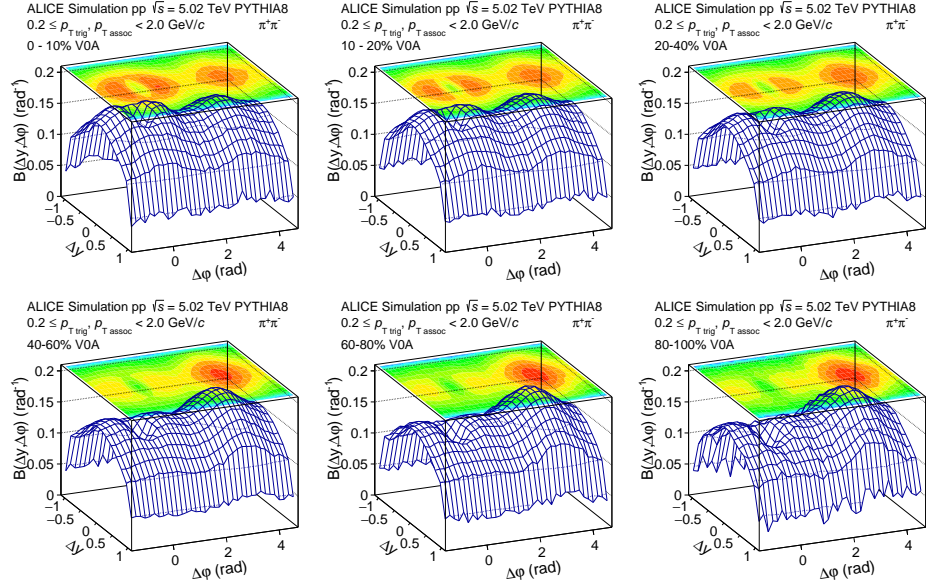 ALICE Simulation pp √s = 5.02 TeV PYTHIA8
0.2 ≤ p_T trig, p_T assoc < 2.0 GeV/c π⁺π⁻
0 - 10% V0A
B(Δy,Δφ) (rad⁻¹)
0.2
0.15
0.1
0.05
0
−1
−0.5
0
0.5
1
Δy
0 2 4
Δφ (rad)
ALICE Simulation pp √s = 5.02 TeV PYTHIA8
0.2 ≤ p_T trig, p_T assoc < 2.0 GeV/c π⁺π⁻
10 - 20% V0A
B(Δy,Δφ) (rad⁻¹)
0.2
0.15
0.1
0.05
0
−1
−0.5
0
0.5
1
Δy
0 2 4
Δφ (rad)
ALICE Simulation pp √s = 5.02 TeV PYTHIA8
0.2 ≤ p_T trig, p_T assoc < 2.0 GeV/c π⁺π⁻
20-40% V0A
B(Δy,Δφ) (rad⁻¹)
0.2
0.15
0.1
0.05
0
−1
−0.5
0
0.5
1
Δy
0 2 4
Δφ (rad)
ALICE Simulation pp √s = 5.02 TeV PYTHIA8
0.2 ≤ p_T trig, p_T assoc < 2.0 GeV/c π⁺π⁻
40-60% V0A
B(Δy,Δφ) (rad⁻¹)
0.2
0.15
0.1
0.05
0
−1
−0.5
0
0.5
1
Δy
0 2 4
Δφ (rad)
ALICE Simulation pp √s = 5.02 TeV PYTHIA8
0.2 ≤ p_T trig, p_T assoc < 2.0 GeV/c π⁺π⁻
60-80% V0A
B(Δy,Δφ) (rad⁻¹)
0.2
0.15
0.1
0.05
0
−1
−0.5
0
0.5
1
Δy
0 2 4
Δφ (rad)
ALICE Simulation pp √s = 5.02 TeV PYTHIA8
0.2 ≤ p_T trig, p_T assoc < 2.0 GeV/c π⁺π⁻
80-100% V0A
B(Δy,Δφ) (rad⁻¹)
0.2
0.15
0.1
0.05
0
−1
−0.5
0
0.5
1
Δy
0 2 4
Δφ (rad)